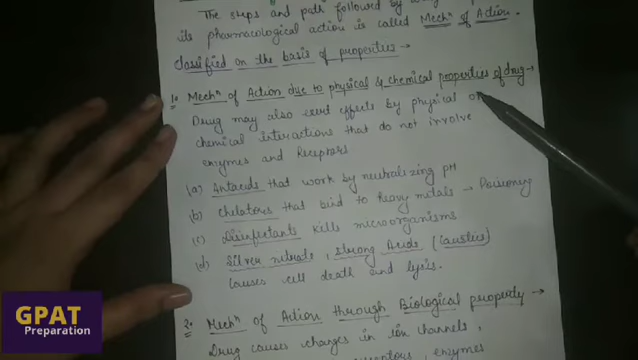 The steps and path followed by
its pharmacological action is called Mechⁿ of Action.
classified on the basis of properties →
1. Mechⁿ of Action due to physical & chemical properties of drug →
Drug may also exert effects by physical or
chemical interactions that do not involve
enzymes and Receptors
(a) Antacids that work by neutralizing pH
(b) Chelators that bind to heavy metals → Poisoning
(c) Disinfectants kills microorganisms
(d) Silver nitrate, strong Acids (caustics)
causes cell death and lysis.
2. Mechⁿ of Action through Biological property →
Drug causes changes in ion channels,
enzymes
GPAT
Preparation